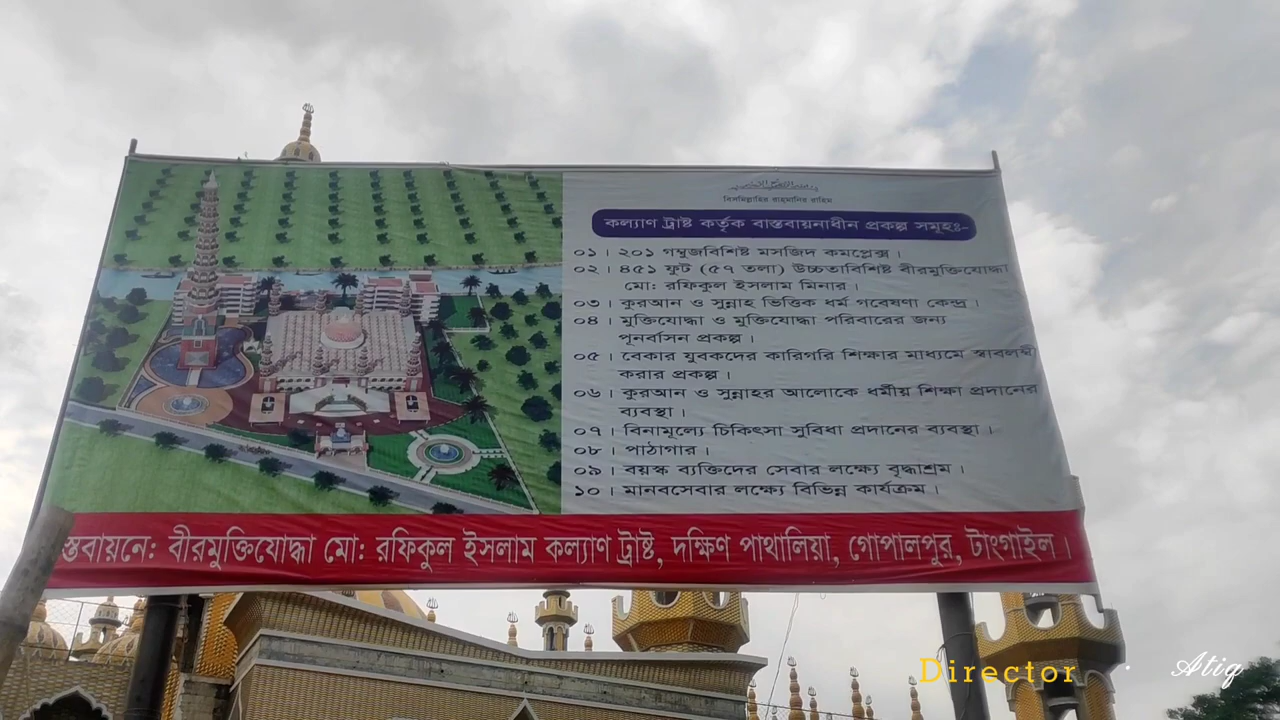 বিসমিল্লাহির রাহমানির রাহিম
কল্যাণ ট্রাষ্ট কর্তৃক বাস্তবায়নাধীন প্রকল্প সমূহঃ-
০১। ২০১ গম্বুজবিশিষ্ট মসজিদ কমপ্লেক্স।
০২। ৪৫১ ফুট (৫৭ তলা) উচ্চতাবিশিষ্ট বীরমুক্তিযোদ্ধা
মো: রফিকুল ইসলাম মিনার।
০৩। কুরআন ও সুন্নাহ ভিত্তিক ধর্ম গবেষণা কেন্দ্র।
০৪। মুক্তিযোদ্ধা ও মুক্তিযোদ্ধা পরিবারের জন্য
পূনর্বাসন প্রকল্প।
০৫। বেকার যুবকদের কারিগরি শিক্ষার মাধ্যমে স্বাবলম্বী
করার প্রকল্প।
০৬। কুরআন ও সুন্নাহর আলোকে ধর্মীয় শিক্ষা প্রদানের
ব্যবস্থা।
০৭। বিনামূল্যে চিকিৎসা সুবিধা প্রদানের ব্যবস্থা।
০৮। পাঠাগার।
০৯। বয়স্ক ব্যক্তিদের সেবার লক্ষ্যে বৃদ্ধাশ্রম।
১০। মানবসেবার লক্ষ্যে বিভিন্ন কার্যক্রম।
স্তবায়নে: বীরমুক্তিযোদ্ধা মো: রফিকুল ইসলাম কল্যাণ ট্রাষ্ট, দক্ষিণ পাথালিয়া, গোপালপুর, টাংগাইল।
Director · Atiq